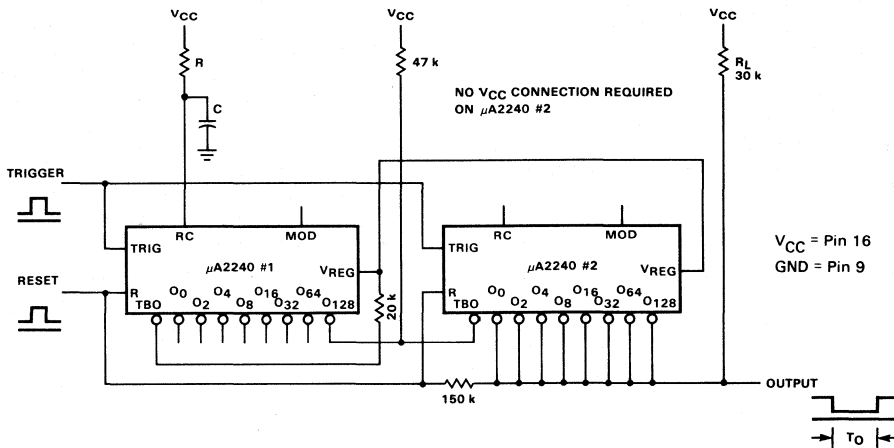 VCC VCC VCC
R 47 k RL
30 k
C
NO VCC CONNECTION REQUIRED
ON μA2240 #2
TRIGGER
RC MOD RC MOD
TRIG TRIG
μA2240 #1 VREG μA2240 #2 VREG
VCC = Pin 16
GND = Pin 9
RESET
R O0 O2 O4 O8 O16 O32 O64 O128 R O0 O2 O4 O8 O16 O32 O64 O128
TBO TBO
20 k
150 k
OUTPUT
TO